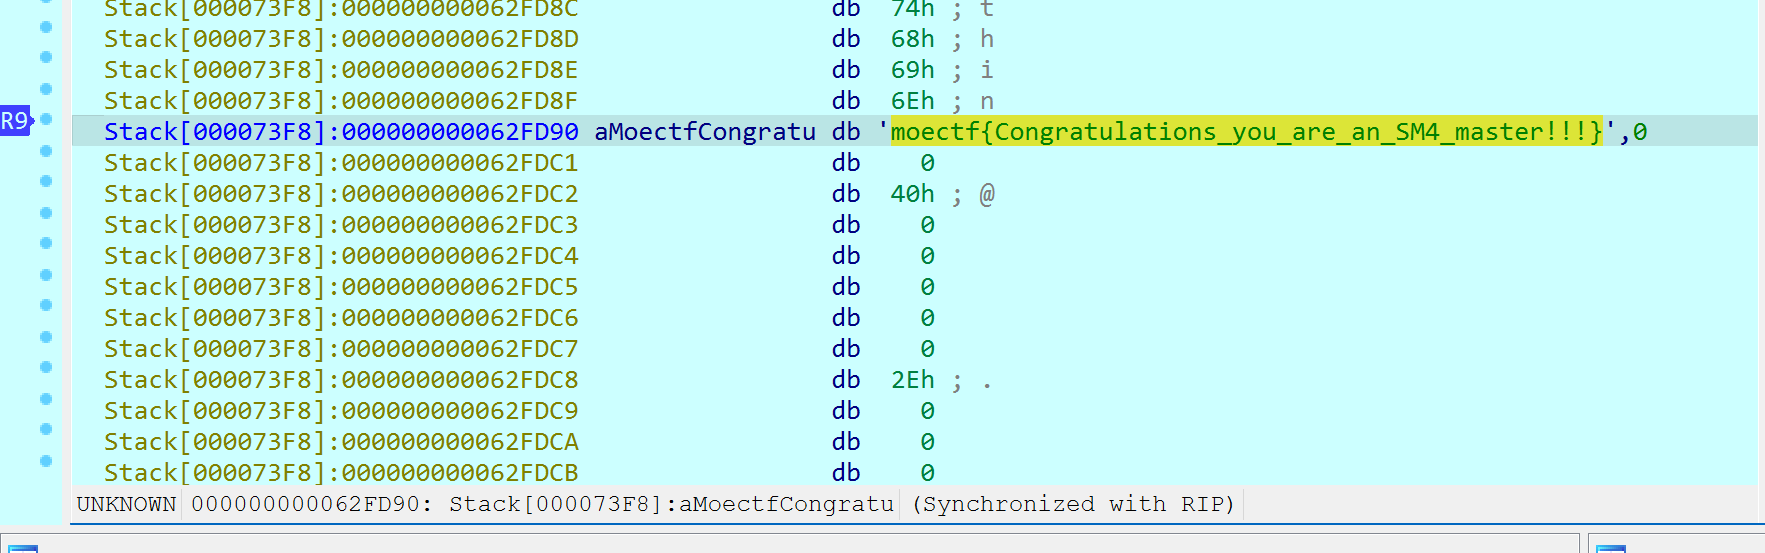 Stack[000073F8]:000000000062FD8C db 74h ; t
Stack[000073F8]:000000000062FD8D db 68h ; h
Stack[000073F8]:000000000062FD8E db 69h ; i
Stack[000073F8]:000000000062FD8F db 6Eh ; n
R9 Stack[000073F8]:000000000062FD90 aMoectfCongratu db 'moectf{Congratulations_you_are_an_SM4_master!!!}',0
Stack[000073F8]:000000000062FDC1 db 0
Stack[000073F8]:000000000062FDC2 db 40h ; @
Stack[000073F8]:000000000062FDC3 db 0
Stack[000073F8]:000000000062FDC4 db 0
Stack[000073F8]:000000000062FDC5 db 0
Stack[000073F8]:000000000062FDC6 db 0
Stack[000073F8]:000000000062FDC7 db 0
Stack[000073F8]:000000000062FDC8 db 2Eh ; .
Stack[000073F8]:000000000062FDC9 db 0
Stack[000073F8]:000000000062FDCA db 0
Stack[000073F8]:000000000062FDCB db 0
UNKNOWN 000000000062FD90: Stack[000073F8]:aMoectfCongratu (Synchronized with RIP)